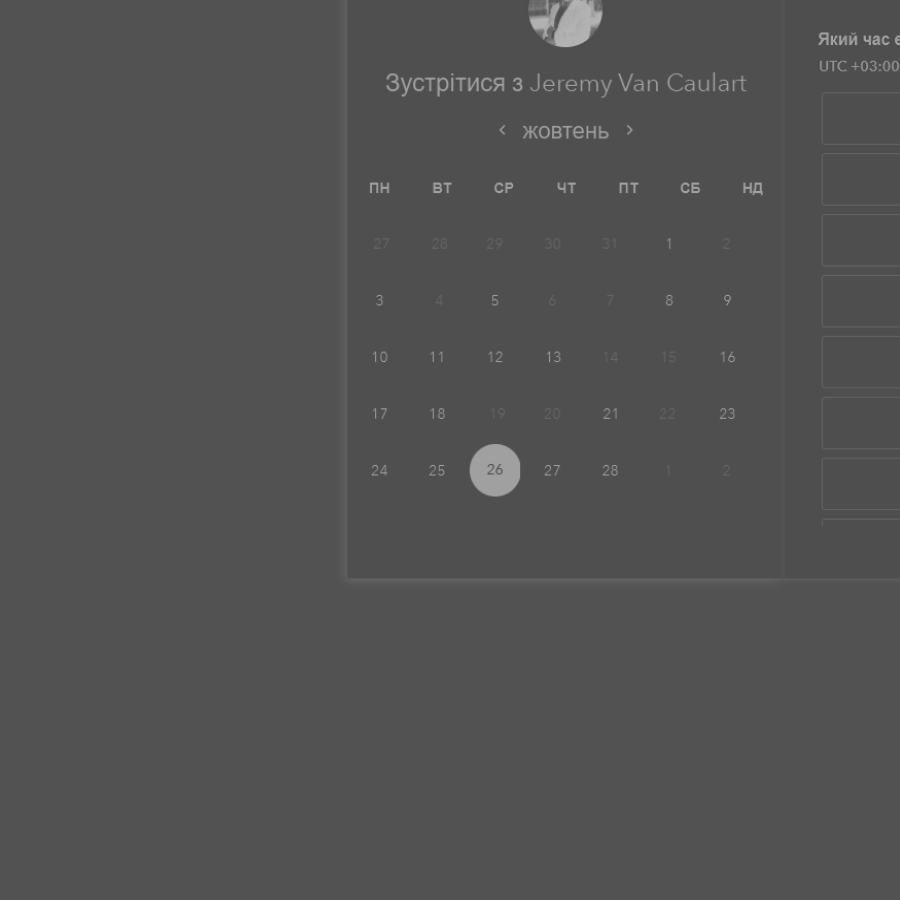 Зустрітися з Jeremy Van Caulart
жовтень
ПН ВТ СР ЧТ ПТ СБ НД
27 28 29 30 31 1 2
3 4 5 6 7 8 9
10 11 12 13 14 15 16
17 18 19 20 21 22 23
24 25 26 27 28 1 2
Який час
UTC +03:00